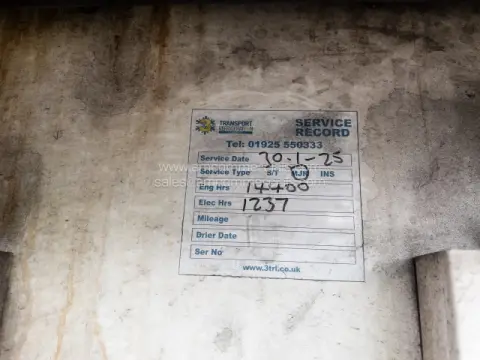 TRANSPORT
SERVICE
RECORD
Tel: 01925 550333
Service Date 30-1-25
Service Type S/T MJR INS
Eng Hrs 14400
Elec Hrs 1237
Mileage
Drier Date
Ser No
www.3trl.co.uk